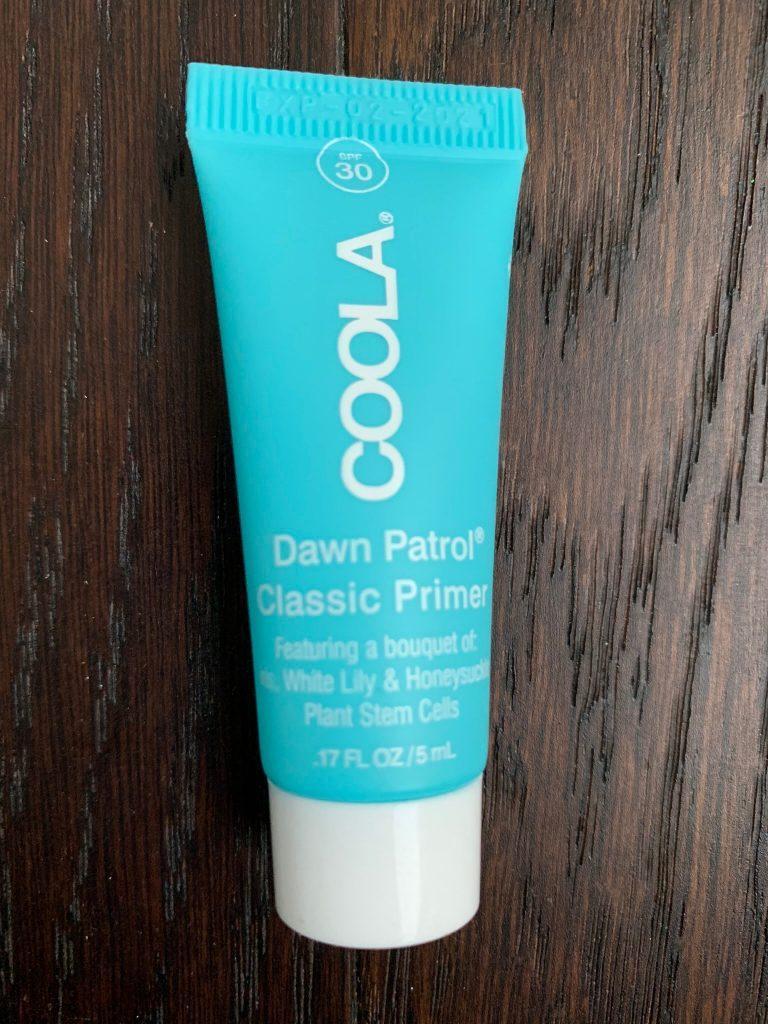 EXP-02-2021
SPF
30
COOLA®
Dawn Patrol®
Classic Primer
Featuring a bouquet of:
White Lily &
Plant Stem Cells
.17 FL OZ/5 mL